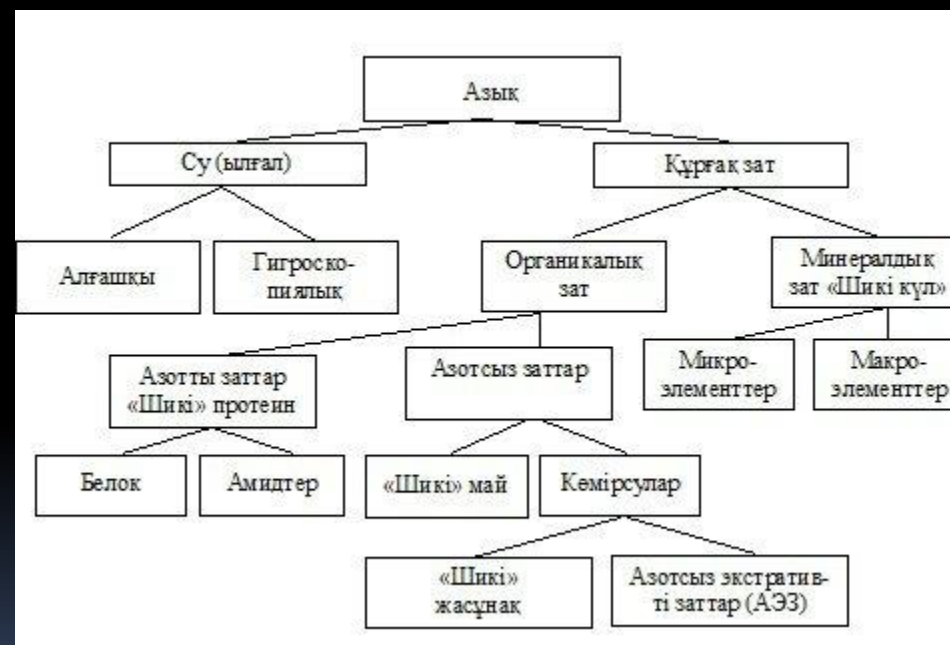 Азық
Су (ылғал)
Құрғақ зат
Алғашқы
Гигроско-
пиялық
Органикалық
зат
Минералдық
зат «Шикі күл»
Азотты заттар
«Шикі» протеин
Азотсыз заттар
Микро-
элементтер
Макро-
элементтер
Белок
Амидтер
«Шикі» май
Көмірсулар
«Шикі»
жасұнақ
Азотсыз экстратив-
ті заттар (АЭЗ)